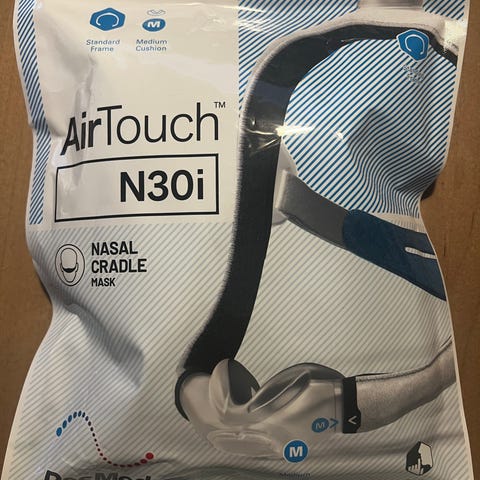 Standard Medium
Frame Cushion
AirTouch™
N30i
NASAL
CRADLE
MASK
M
M